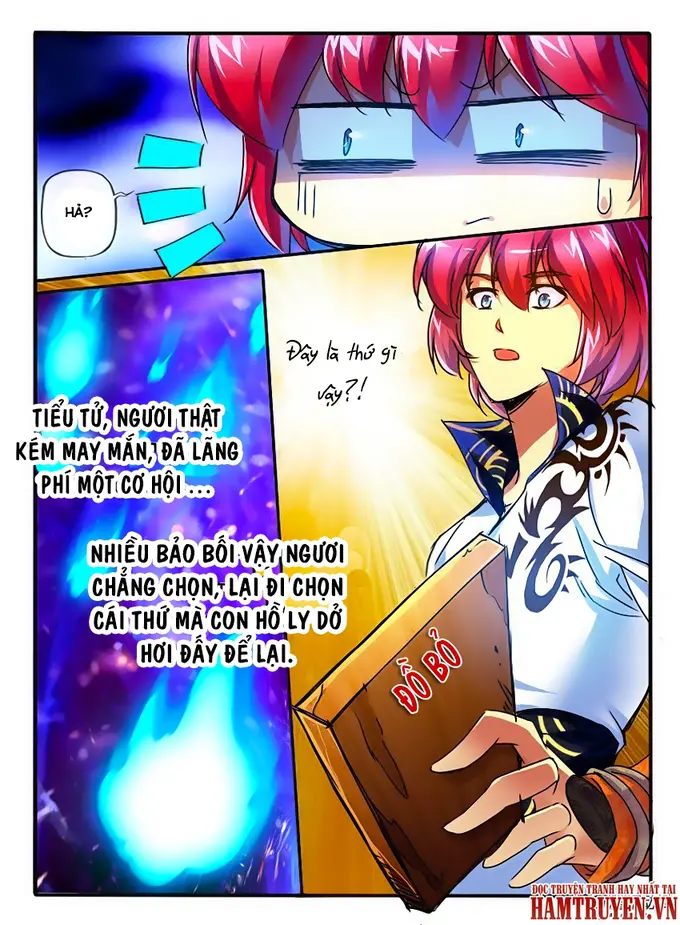 HẢ?
Đây là thứ gì
vậy?!
TIỂU TỬ, NGƯƠI THẬT
KÉM MAY MẮN, ĐÃ LÃNG
PHÍ MỘT CƠ HỘI ...
NHIỀU BẢO BỐI VẬY NGƯƠI
CHẲNG CHỌN, LẠI ĐI CHỌN
CÁI THỨ MÀ CON HỒ LY DỞ
HƠI ĐẤY ĐỂ LẠI.
ĐỒ BỎ
ĐỌC TRUYỆN TRANH HAY NHẤT TẠI
HAMTRUYEN.VN